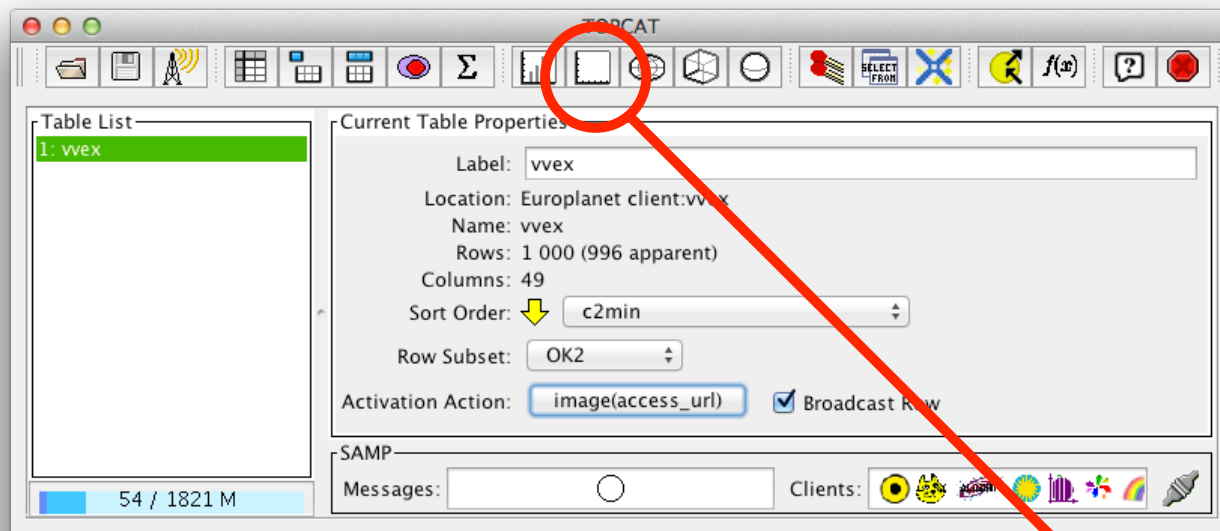 TOPCAT
Σ
SELECT FROM
f(x)
?
Table List
1: vvex
54 / 1821 M
Current Table Properties
Label: vvex
Location: Europlanet client:vvex
Name: vvex
Rows: 1 000 (996 apparent)
Columns: 49
Sort Order: c2min
Row Subset: OK2
Activation Action: image(access_url) Broadcast Row
SAMP
Messages:
Clients: